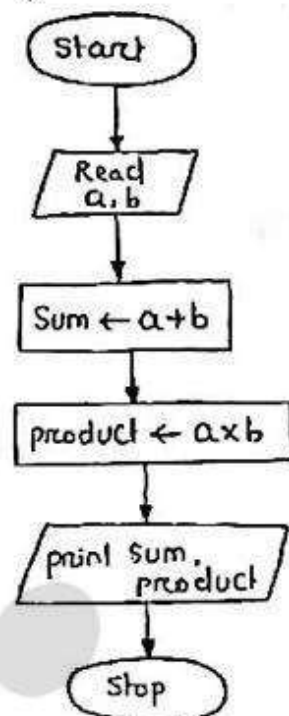 Start
Read
a, b
Sum ← a+b
product ← a×b
print Sum,
product
Stop